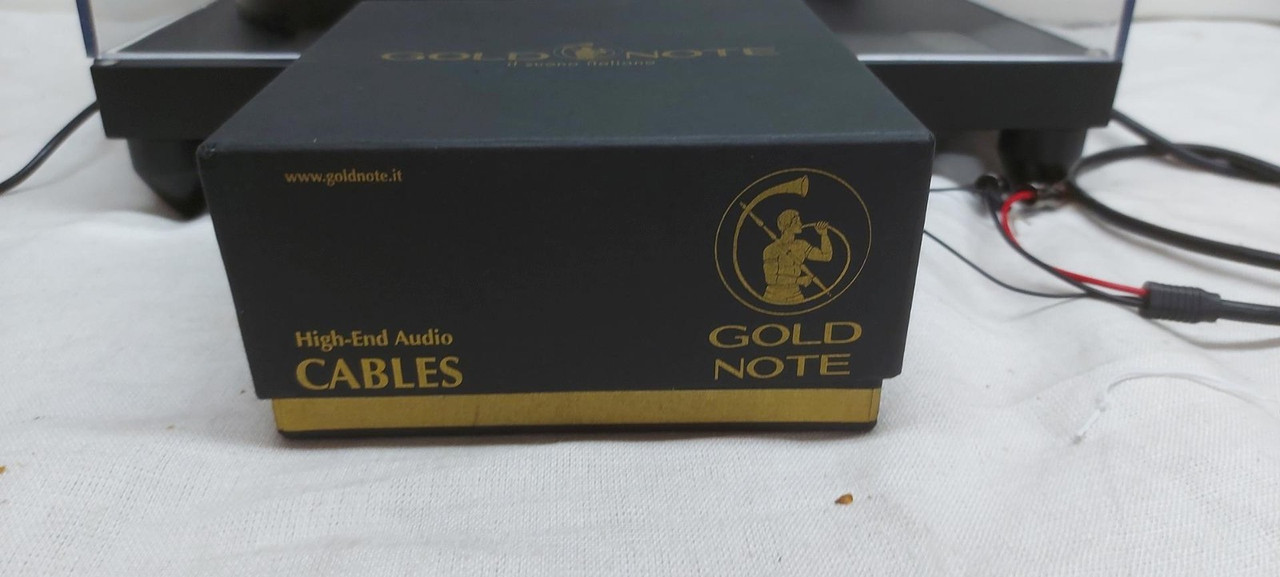 GOLD NOTE
il suono italiano
www.goldnote.it
High-End Audio
CABLES
GOLD
NOTE